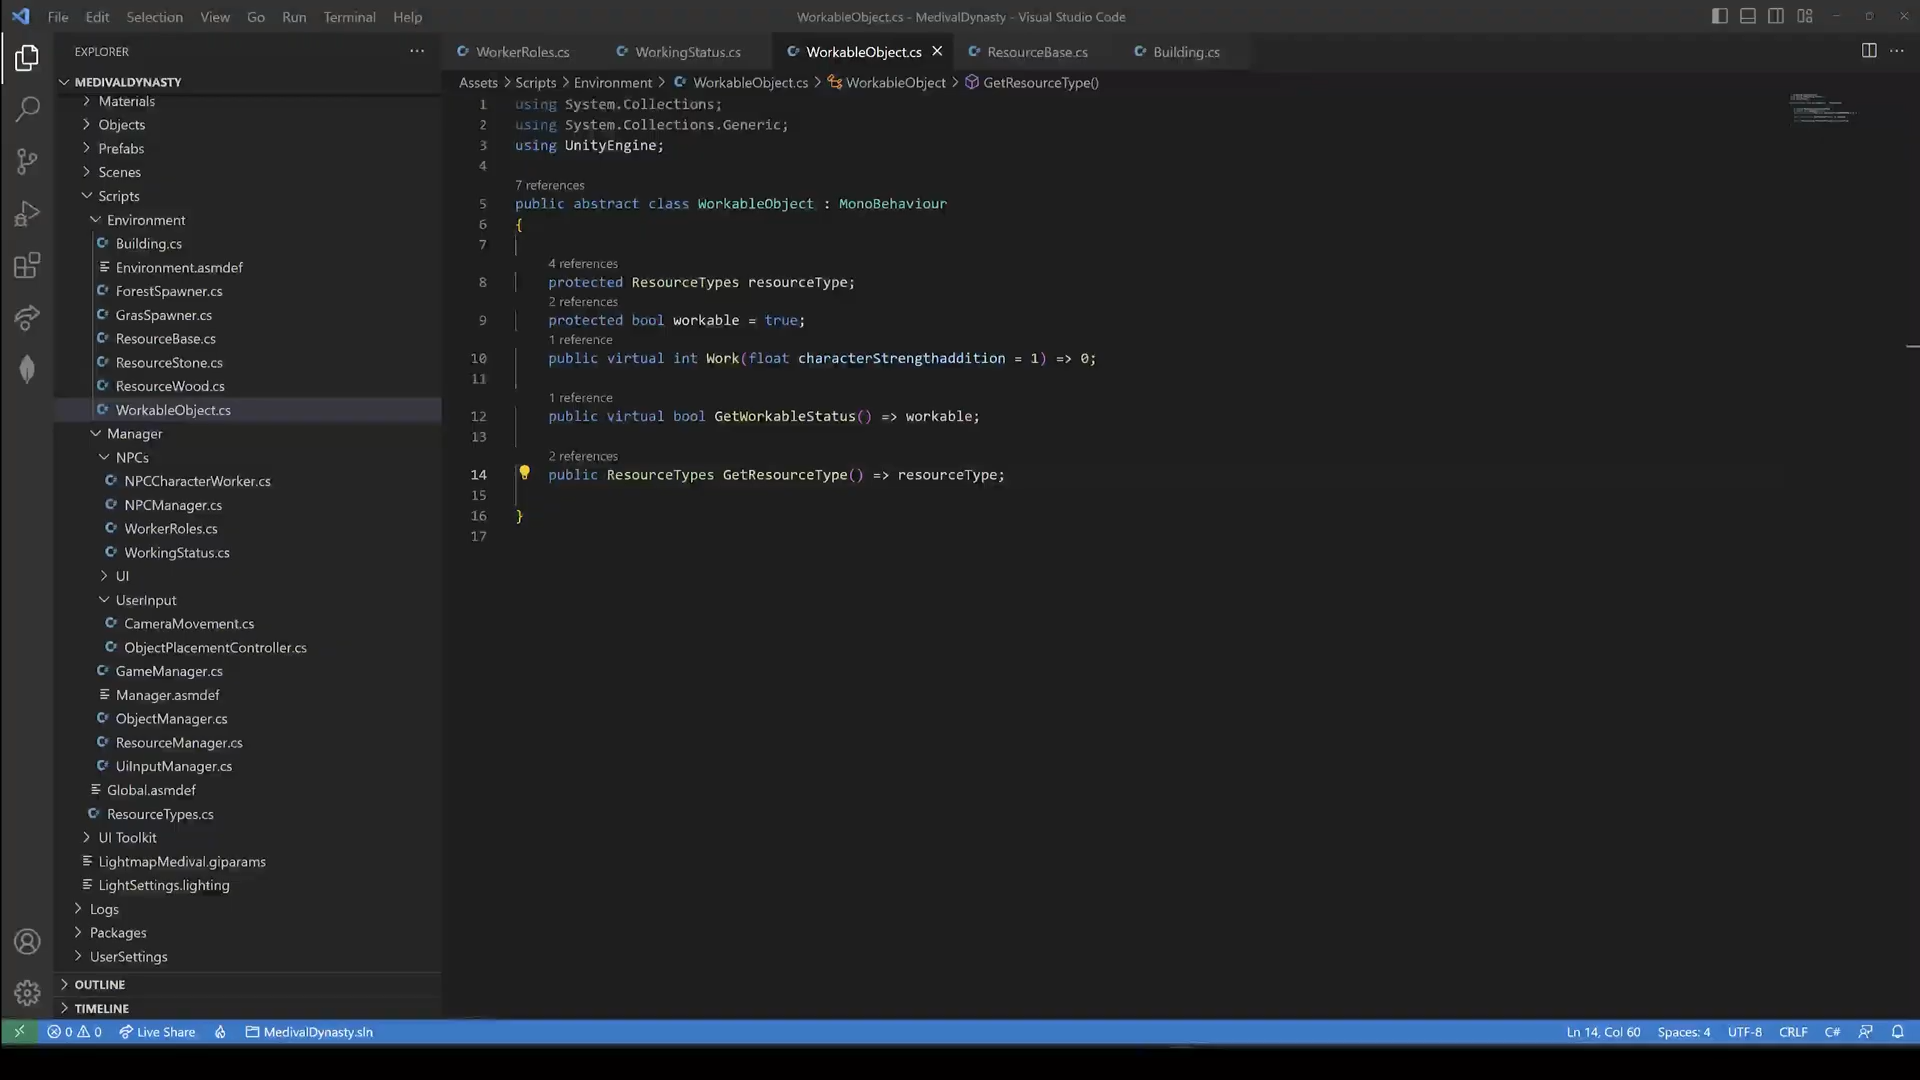 File Edit Selection View Go Run Terminal Help
WorkableObject.cs - MedivalDynasty - Visual Studio Code
EXPLORER
MEDIVALDYNASTY
Materials
Objects
Prefabs
Scenes
Scripts
Environment
Building.cs
Environment.asmdef
ForestSpawner.cs
GrasSpawner.cs
ResourceBase.cs
ResourceStone.cs
ResourceWood.cs
WorkableObject.cs
Manager
NPCs
NPCCharacterWorker.cs
NPCManager.cs
WorkerRoles.cs
WorkingStatus.cs
UI
UserInput
CameraMovement.cs
ObjectPlacementController.cs
GameManager.cs
Manager.asmdef
ObjectManager.cs
ResourceManager.cs
UiInputManager.cs
Global.asmdef
ResourceTypes.cs
UI Toolkit
LightmapMedival.giparams
LightSettings.lighting
Logs
Packages
UserSettings
OUTLINE
TIMELINE
WorkerRoles.cs WorkingStatus.cs WorkableObject.cs ResourceBase.cs Building.cs
Assets > Scripts > Environment > WorkableObject.cs > WorkableObject > GetResourceType()
1 using System.Collections;
2 using System.Collections.Generic;
3 using UnityEngine;
4
7 references
5 public abstract class WorkableObject : MonoBehaviour
6 {
7
4 references
8 protected ResourceTypes resourceType;
2 references
9 protected bool workable = true;
1 reference
10 public virtual int Work(float characterStrengthaddition = 1) => 0;
11
1 reference
12 public virtual bool GetWorkableStatus() => workable;
13
2 references
14 public ResourceTypes GetResourceType() => resourceType;
15
16 }
17
0 0 Live Share MedivalDynasty.sln Ln 14, Col 60 Spaces: 4 UTF-8 CRLF C#